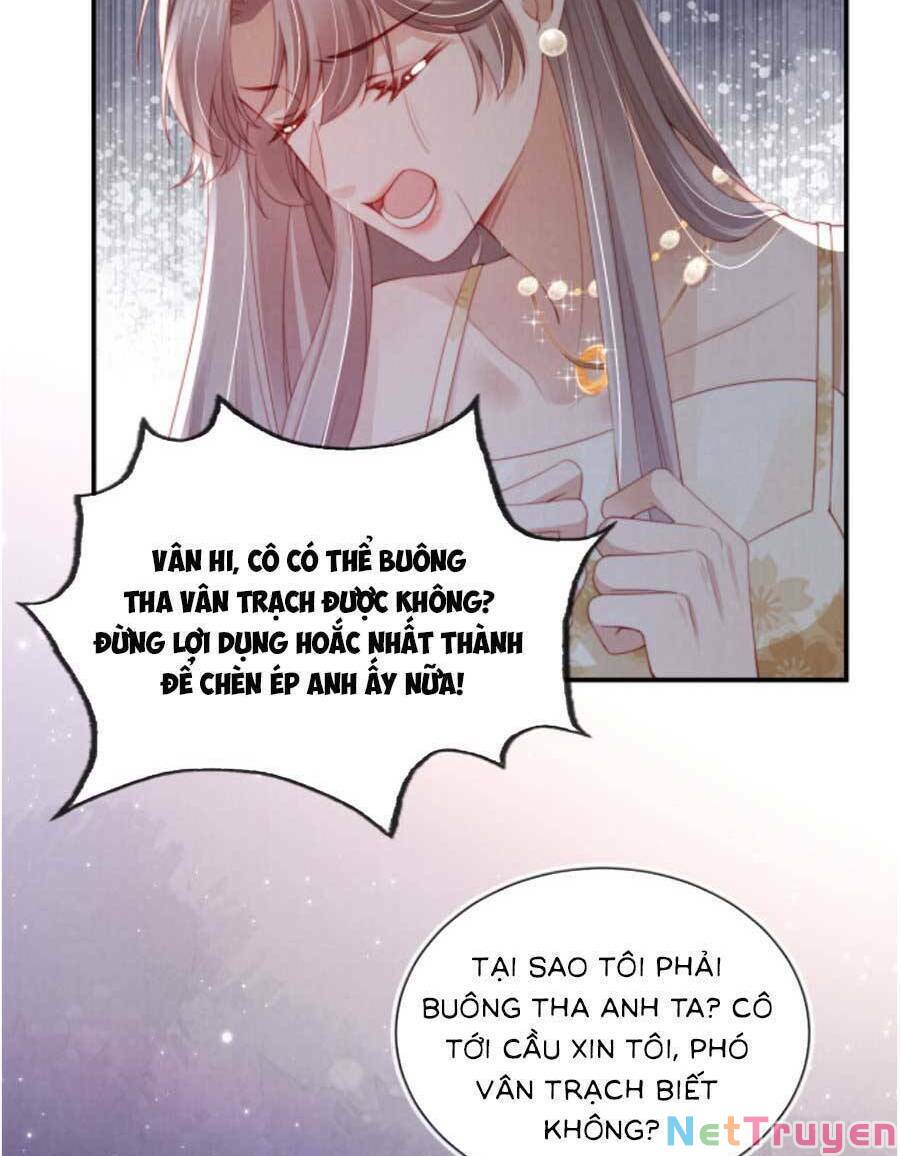 VÂN HI, CÔ CÓ THỂ BUÔNG
THA VÂN TRẠCH ĐƯỢC KHÔNG?
ĐỪNG LỢI DỤNG HOẮC NHẤT THÀNH
ĐỂ CHÈN ÉP ANH ẤY NỮA!
TẠI SAO TÔI PHẢI
BUÔNG THA ANH TA? CÔ
TỚI CẦU XIN TÔI, PHÓ
VÂN TRẠCH BIẾT
KHÔNG?
NetTruyen